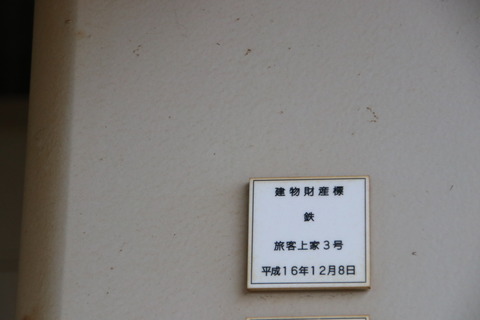 建物財産標
鉄
旅客上家3号
平成16年12月8日